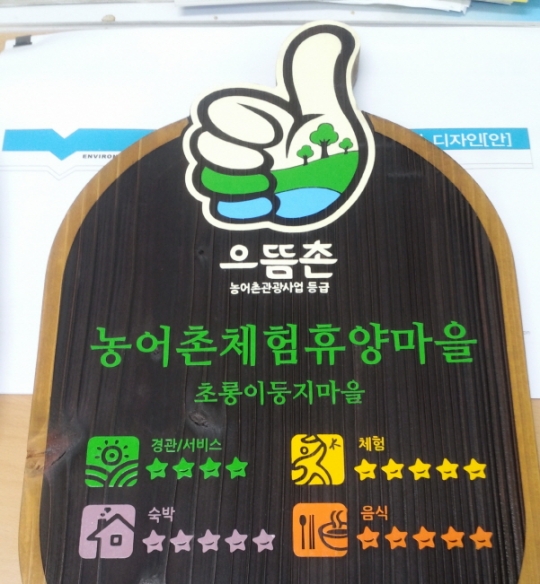 디자인[안]
ENVIRON
으뜸촌
농어촌관광사업 등급
농어촌체험휴양마을
초롱이둥지마을
경관/서비스
체험
숙박
음식